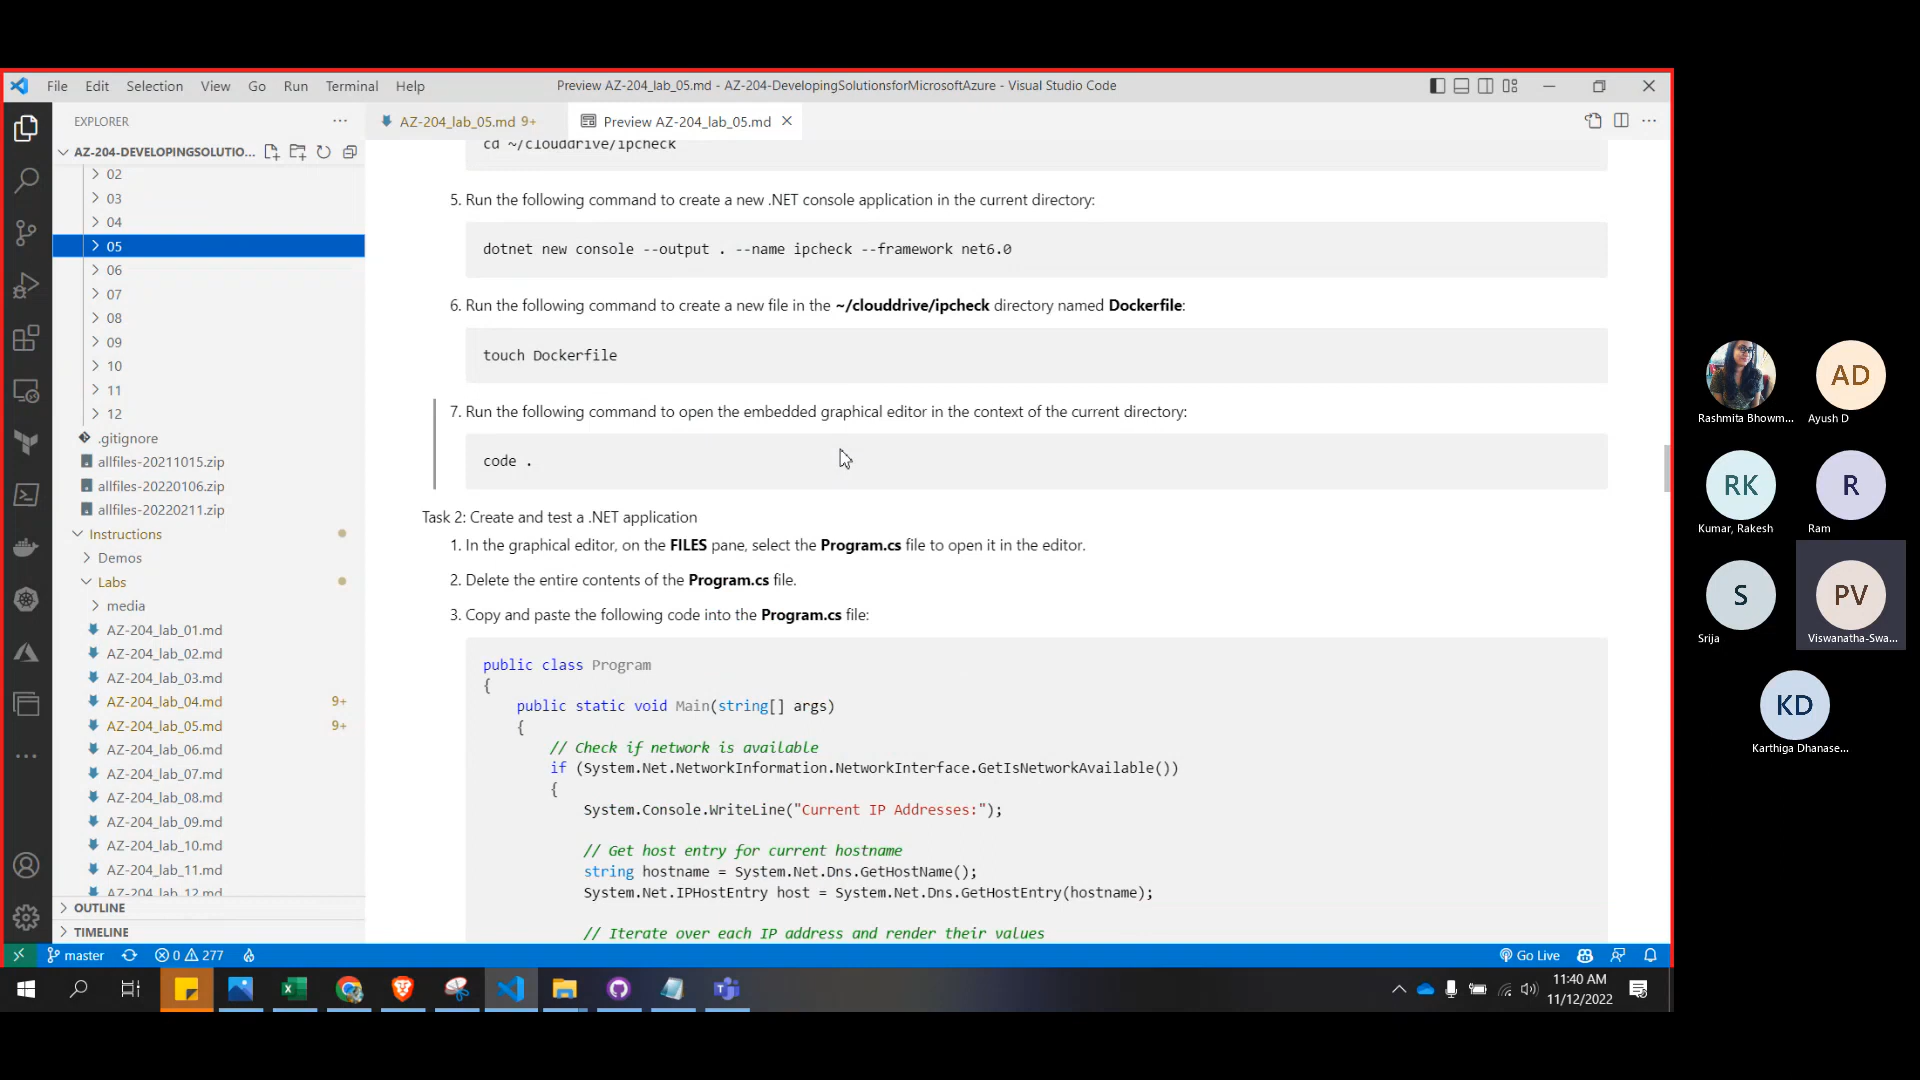 File Edit Selection View Go Run Terminal Help
Preview AZ-204_lab_05.md - AZ-204-DevelopingSolutionsforMicrosoftAzure - Visual Studio Code
EXPLORER
AZ-204_lab_05.md 9+
Preview AZ-204_lab_05.md
AZ-204-DEVELOPINGSOLUTIO...
02
03
04
05
06
07
08
09
10
11
12
.gitignore
allfiles-20211015.zip
allfiles-20220106.zip
allfiles-20220211.zip
Instructions
Demos
Labs
media
AZ-204_lab_01.md
AZ-204_lab_02.md
AZ-204_lab_03.md
AZ-204_lab_04.md 9+
AZ-204_lab_05.md 9+
AZ-204_lab_06.md
AZ-204_lab_07.md
AZ-204_lab_08.md
AZ-204_lab_09.md
AZ-204_lab_10.md
AZ-204_lab_11.md
AZ-204_lab_12.md
OUTLINE
TIMELINE
cd ~/clouddrive/ipcheck
5. Run the following command to create a new .NET console application in the current directory:
dotnet new console --output . --name ipcheck --framework net6.0
6. Run the following command to create a new file in the ~/clouddrive/ipcheck directory named Dockerfile:
touch Dockerfile
7. Run the following command to open the embedded graphical editor in the context of the current directory:
code .
Task 2: Create and test a .NET application
1. In the graphical editor, on the FILES pane, select the Program.cs file to open it in the editor.
2. Delete the entire contents of the Program.cs file.
3. Copy and paste the following code into the Program.cs file:
public class Program
{
public static void Main(string[] args)
{
// Check if network is available
if (System.Net.NetworkInformation.NetworkInterface.GetIsNetworkAvailable())
{
System.Console.WriteLine("Current IP Addresses:");
// Get host entry for current hostname
string hostname = System.Net.Dns.GetHostName();
System.Net.IPHostEntry host = System.Net.Dns.GetHostEntry(hostname);
// Iterate over each IP address and render their values
master 0 277
Go Live
11:40 AM
11/12/2022
Rashmita Bhowm...
AD
Ayush D
RK
Kumar, Rakesh
R
Ram
S
Srija
PV
Viswanatha-Swa...
KD
Karthiga Dhanase...